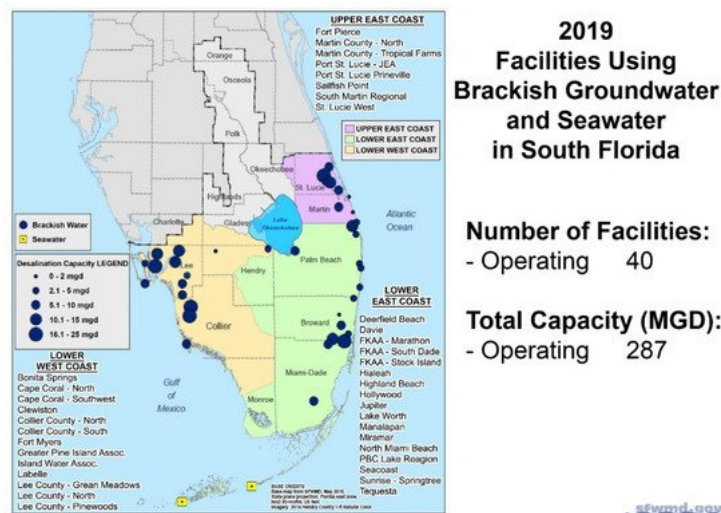 UPPER EAST COAST
Fort Pierce
Martin County - North
Martin County - Tropical Farms
Port St. Lucie - JEA
Port St. Lucie Prineville
Sailfish Point
South Martin Regional
St. Lucie West
UPPER EAST COAST
LOWER EAST COAST
LOWER WEST COAST
Orange
Osceola
Polk
Okeechobee
St. Lucie
Highlands
Martin
Charlotte
Glades
Lake
Okeechobee
Atlantic
Ocean
Brackish Water
Seawater
Desalination Capacity LEGEND
0 - 2 mgd
2.1 - 5 mgd
5.1 - 10 mgd
10.1 - 15 mgd
16.1 - 25 mgd
Lee
Hendry
Palm Beach
Collier
Broward
Gulf
of
Mexico
Monroe
Miami-Dade
LOWER
WEST COAST
Bonita Springs
Cape Coral - North
Cape Coral - Southwest
Clewiston
Collier County - North
Collier County - South
Fort Myers
Greater Pine Island Assoc.
Island Water Assoc.
Labelle
Lee County - Grean Meadows
Lee County - North
Lee County - Pinewoods
LOWER
EAST COAST
Deerfield Beach
Davie
FKAA - Marathon
FKAA - South Dade
FKAA - Stock Island
Hialeah
Highland Beach
Hollywood
Jupiter
Lake Worth
Manalapan
Miramar
North Miami Beach
PBC Lake Reagion
Seacoast
Sunrise - Springtree
Tequesta
2019
Facilities Using
Brackish Groundwater
and Seawater
in South Florida
Number of Facilities:
- Operating 40
Total Capacity (MGD):
- Operating 287
sfwmd.gov